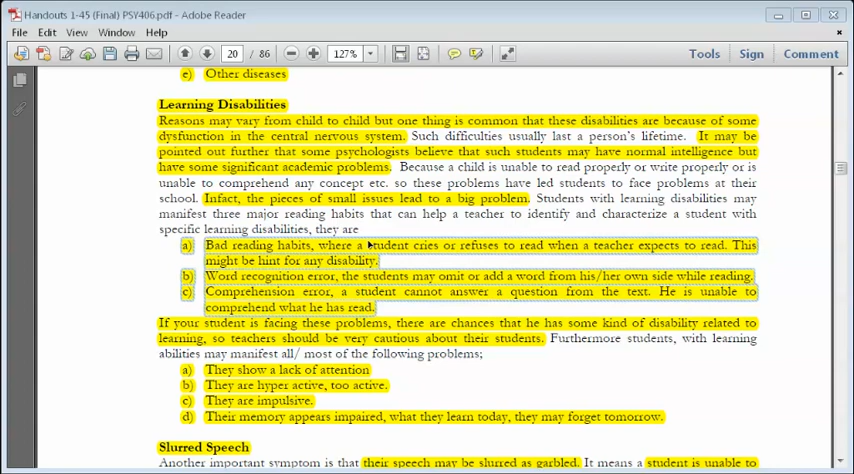 Handouts 1-45 (Final) PSY406.pdf - Adobe Reader
File Edit View Window Help
20 / 86 127% Tools Sign Comment
e) Other diseases
Learning Disabilities
Reasons may vary from child to child but one thing is common that these disabilities are because of some
dysfunction in the central nervous system. Such difficulties usually last a person's lifetime. It may be
pointed out further that some psychologists believe that such students may have normal intelligence but
have some significant academic problems. Because a child is unable to read properly or write properly or is
unable to comprehend any concept etc. so these problems have led students to face problems at their
school. Infact, the pieces of small issues lead to a big problem. Students with learning disabilities may
manifest three major reading habits that can help a teacher to identify and characterize a student with
specific learning disabilities, they are
a) Bad reading habits, where a student cries or refuses to read when a teacher expects to read. This
might be hint for any disability.
b) Word recognition error, the students may omit or add a word from his/her own side while reading.
c) Comprehension error, a student cannot answer a question from the text. He is unable to
comprehend what he has read.
If your student is facing these problems, there are chances that he has some kind of disability related to
learning, so teachers should be very cautious about their students. Furthermore students, with learning
abilities may manifest all/ most of the following problems;
a) They show a lack of attention
b) They are hyper active, too active.
c) They are impulsive.
d) Their memory appears impaired, what they learn today, they may forget tomorrow.
Slurred Speech
Another important symptom is that their speech may be slurred as garbled. It means a student is unable to